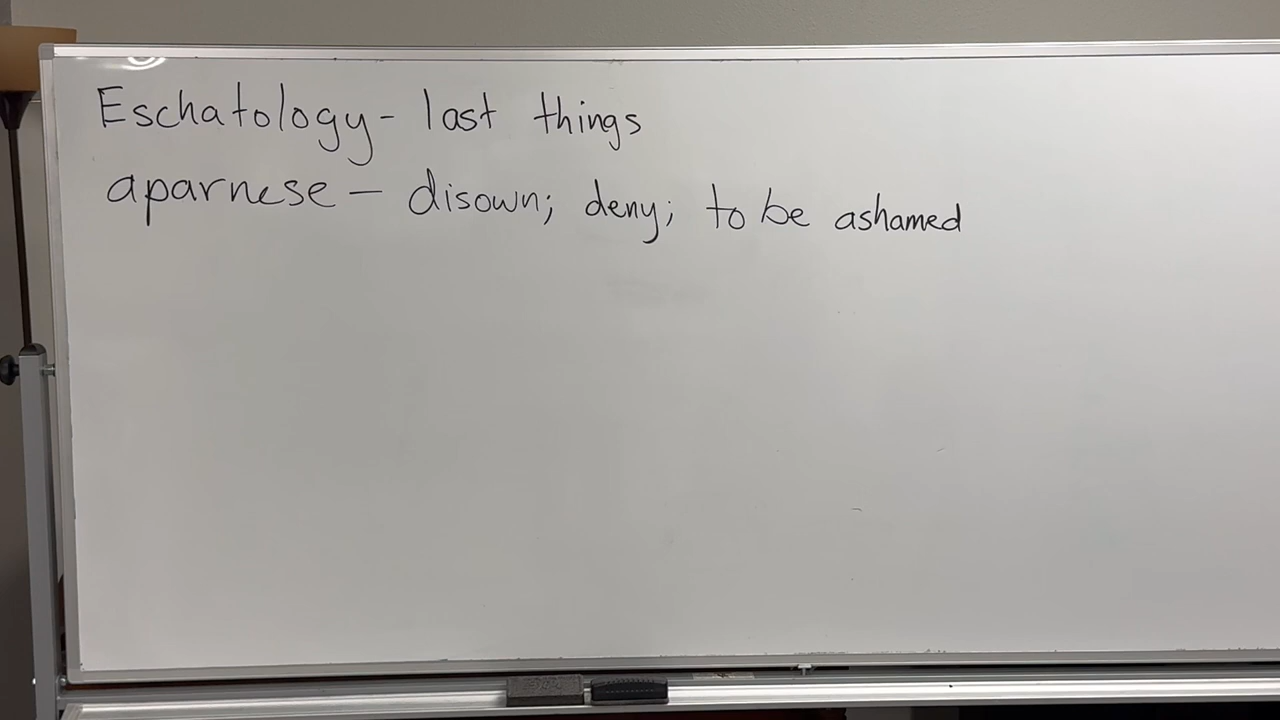 Eschatology - last things
aparnese - disown; deny; to be ashamed